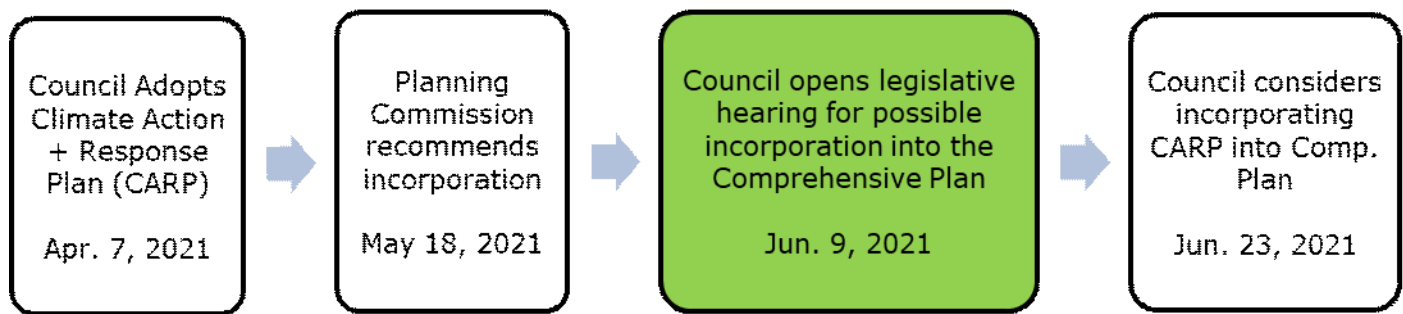 Council Adopts
Climate Action
+ Response
Plan (CARP)
Apr. 7, 2021
Planning
Commission
recommends
incorporation
May 18, 2021
Council opens legislative
hearing for possible
incorporation into the
Comprehensive Plan
Jun. 9, 2021
Council considers
incorporating
CARP into Comp.
Plan
Jun. 23, 2021